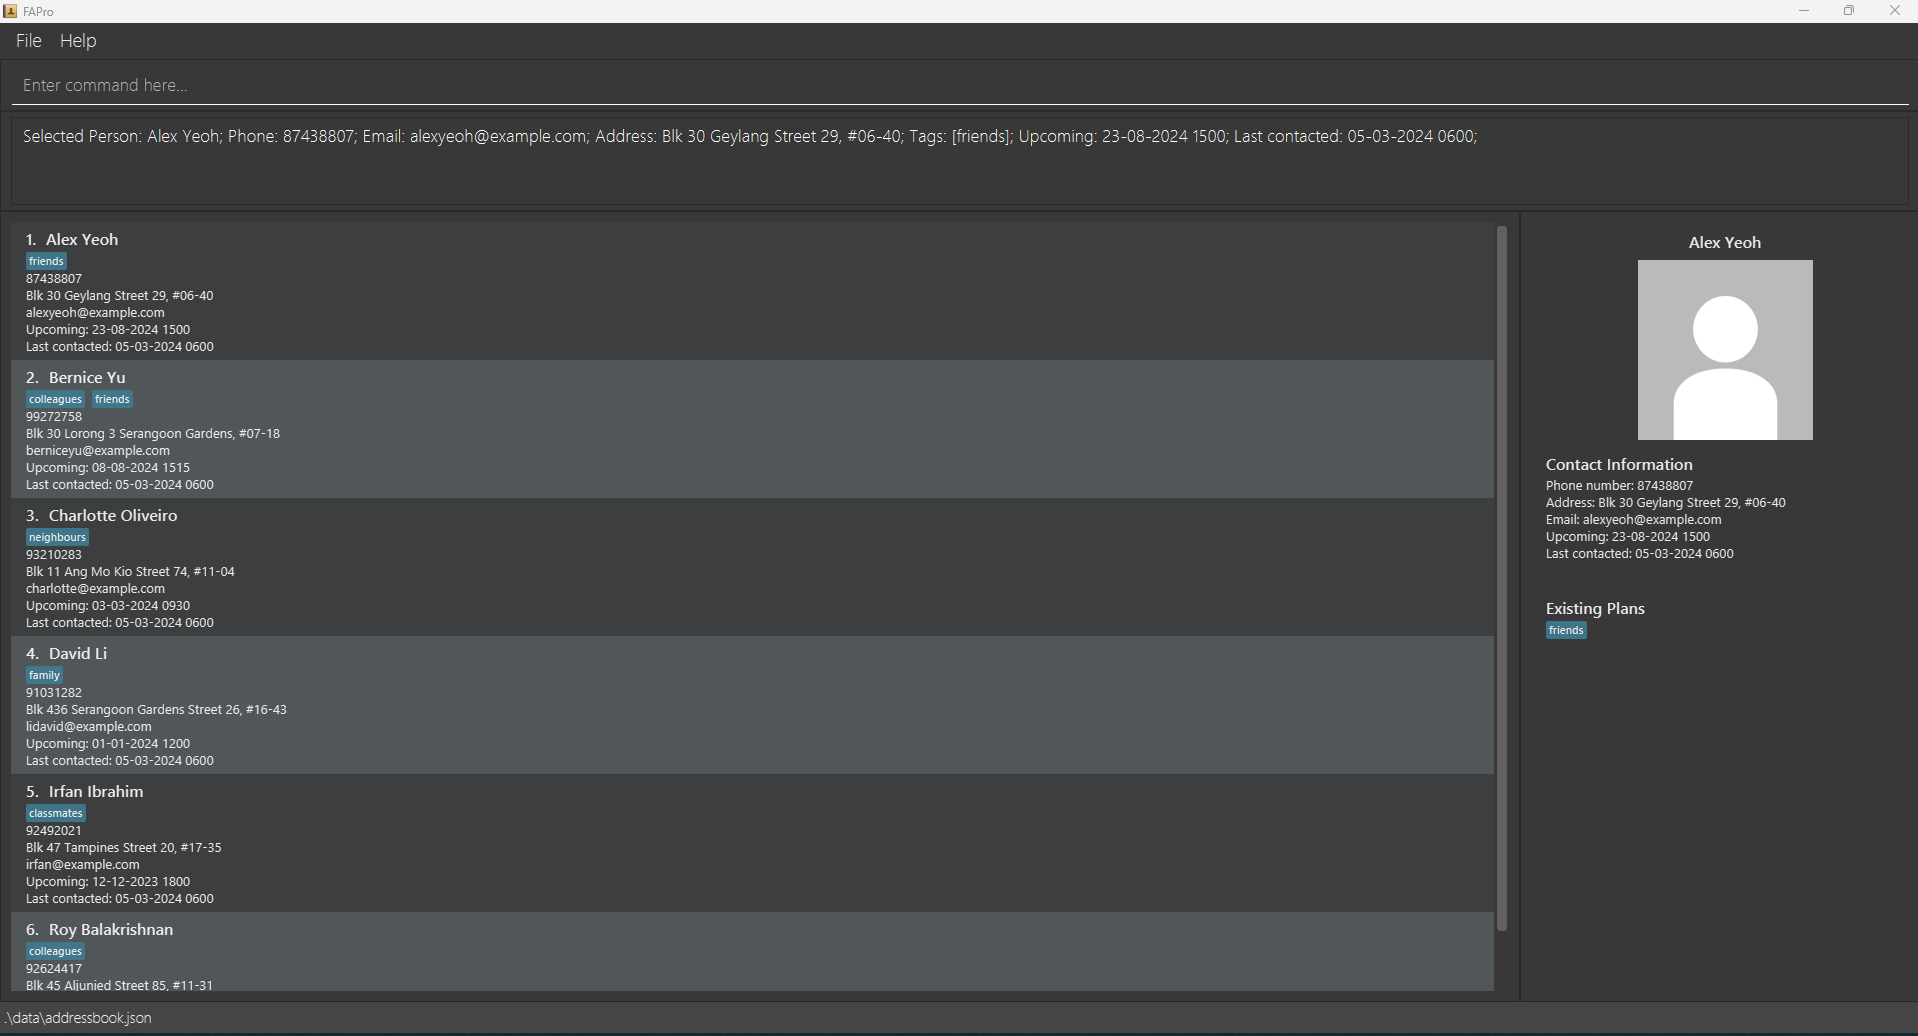 FAPro
File Help
Enter command here...
Selected Person: Alex Yeoh; Phone: 87438807; Email: alexyeoh@example.com; Address: Blk 30 Geylang Street 29, #06-40; Tags: [friends]; Upcoming: 23-08-2024 1500; Last contacted: 05-03-2024 0600;
1. Alex Yeoh
friends
87438807
Blk 30 Geylang Street 29, #06-40
alexyeoh@example.com
Upcoming: 23-08-2024 1500
Last contacted: 05-03-2024 0600
2. Bernice Yu
colleagues friends
99272758
Blk 30 Lorong 3 Serangoon Gardens, #07-18
berniceyu@example.com
Upcoming: 08-08-2024 1515
Last contacted: 05-03-2024 0600
3. Charlotte Oliveiro
neighbours
93210283
Blk 11 Ang Mo Kio Street 74, #11-04
charlotte@example.com
Upcoming: 03-03-2024 0930
Last contacted: 05-03-2024 0600
4. David Li
family
91031282
Blk 436 Serangoon Gardens Street 26, #16-43
lidavid@example.com
Upcoming: 01-01-2024 1200
Last contacted: 05-03-2024 0600
5. Irfan Ibrahim
classmates
92492021
Blk 47 Tampines Street 20, #17-35
irfan@example.com
Upcoming: 12-12-2023 1800
Last contacted: 05-03-2024 0600
6. Roy Balakrishnan
colleagues
92624417
Blk 45 Aljunied Street 85, #11-31
Alex Yeoh
Contact Information
Phone number: 87438807
Address: Blk 30 Geylang Street 29, #06-40
Email: alexyeoh@example.com
Upcoming: 23-08-2024 1500
Last contacted: 05-03-2024 0600
Existing Plans
friends
.\data\addressbook.json